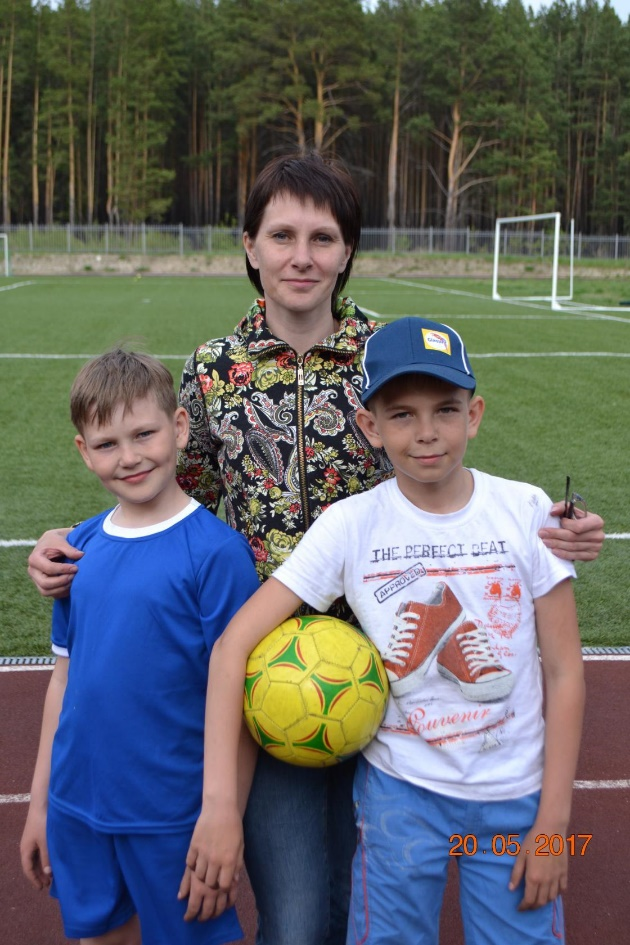 THE PERFECT BEAT
APPROVED
Souvenir
20.05.2017